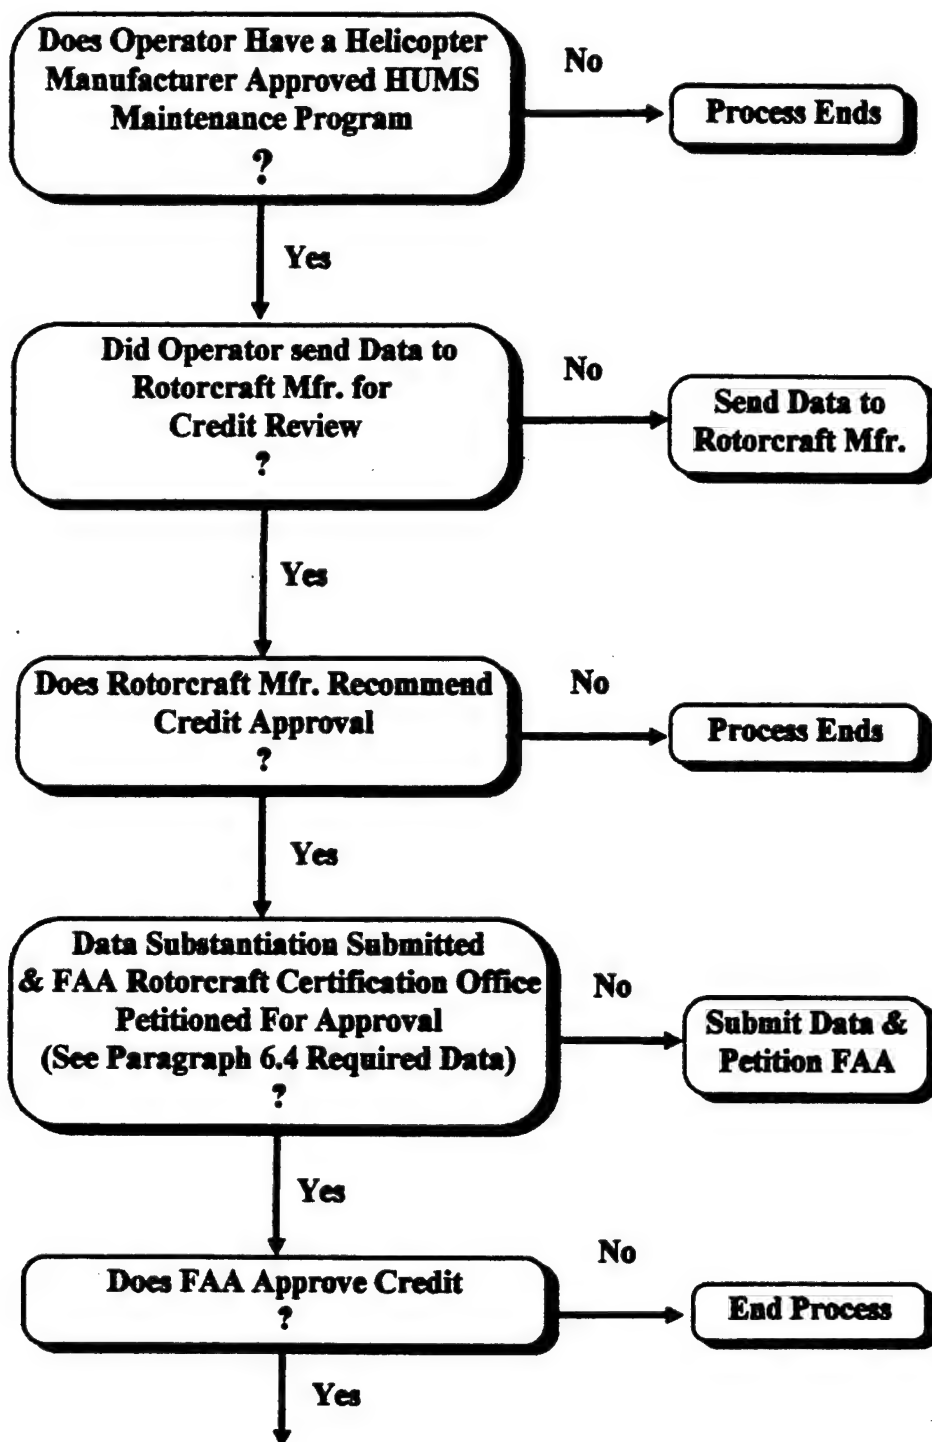 Does Operator Have a Helicopter
Manufacturer Approved HUMS
Maintenance Program
?
No
Process Ends
Yes
Did Operator send Data to
Rotorcraft Mfr. for
Credit Review
?
No
Send Data to
Rotorcraft Mfr.
Yes
Does Rotorcraft Mfr. Recommend
Credit Approval
?
No
Process Ends
Yes
Data Substantiation Submitted
& FAA Rotorcraft Certification Office
Petitioned For Approval
(See Paragraph 6.4 Required Data)
?
No
Submit Data &
Petition FAA
Yes
Does FAA Approve Credit
?
No
End Process
Yes